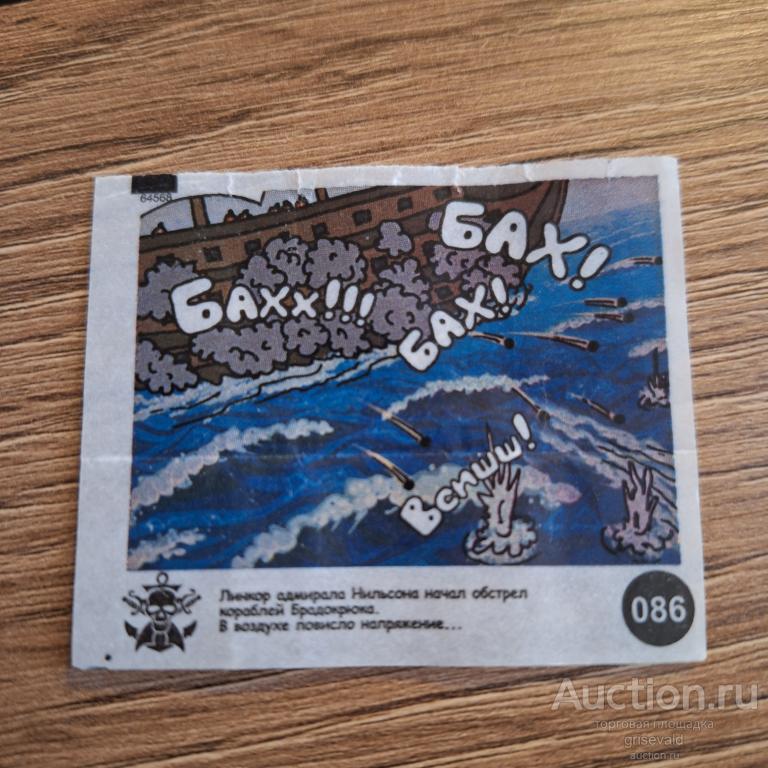 64568
БАХ!
БАХХ!!!
БАХ!
Вспшш!
Линкор адмирала Нильсона начал обстрел
кораблей Брадокрюка.
В воздухе повисло напряжение...
086
Auction.ru
торговая площадка
grisevald
auction.ru